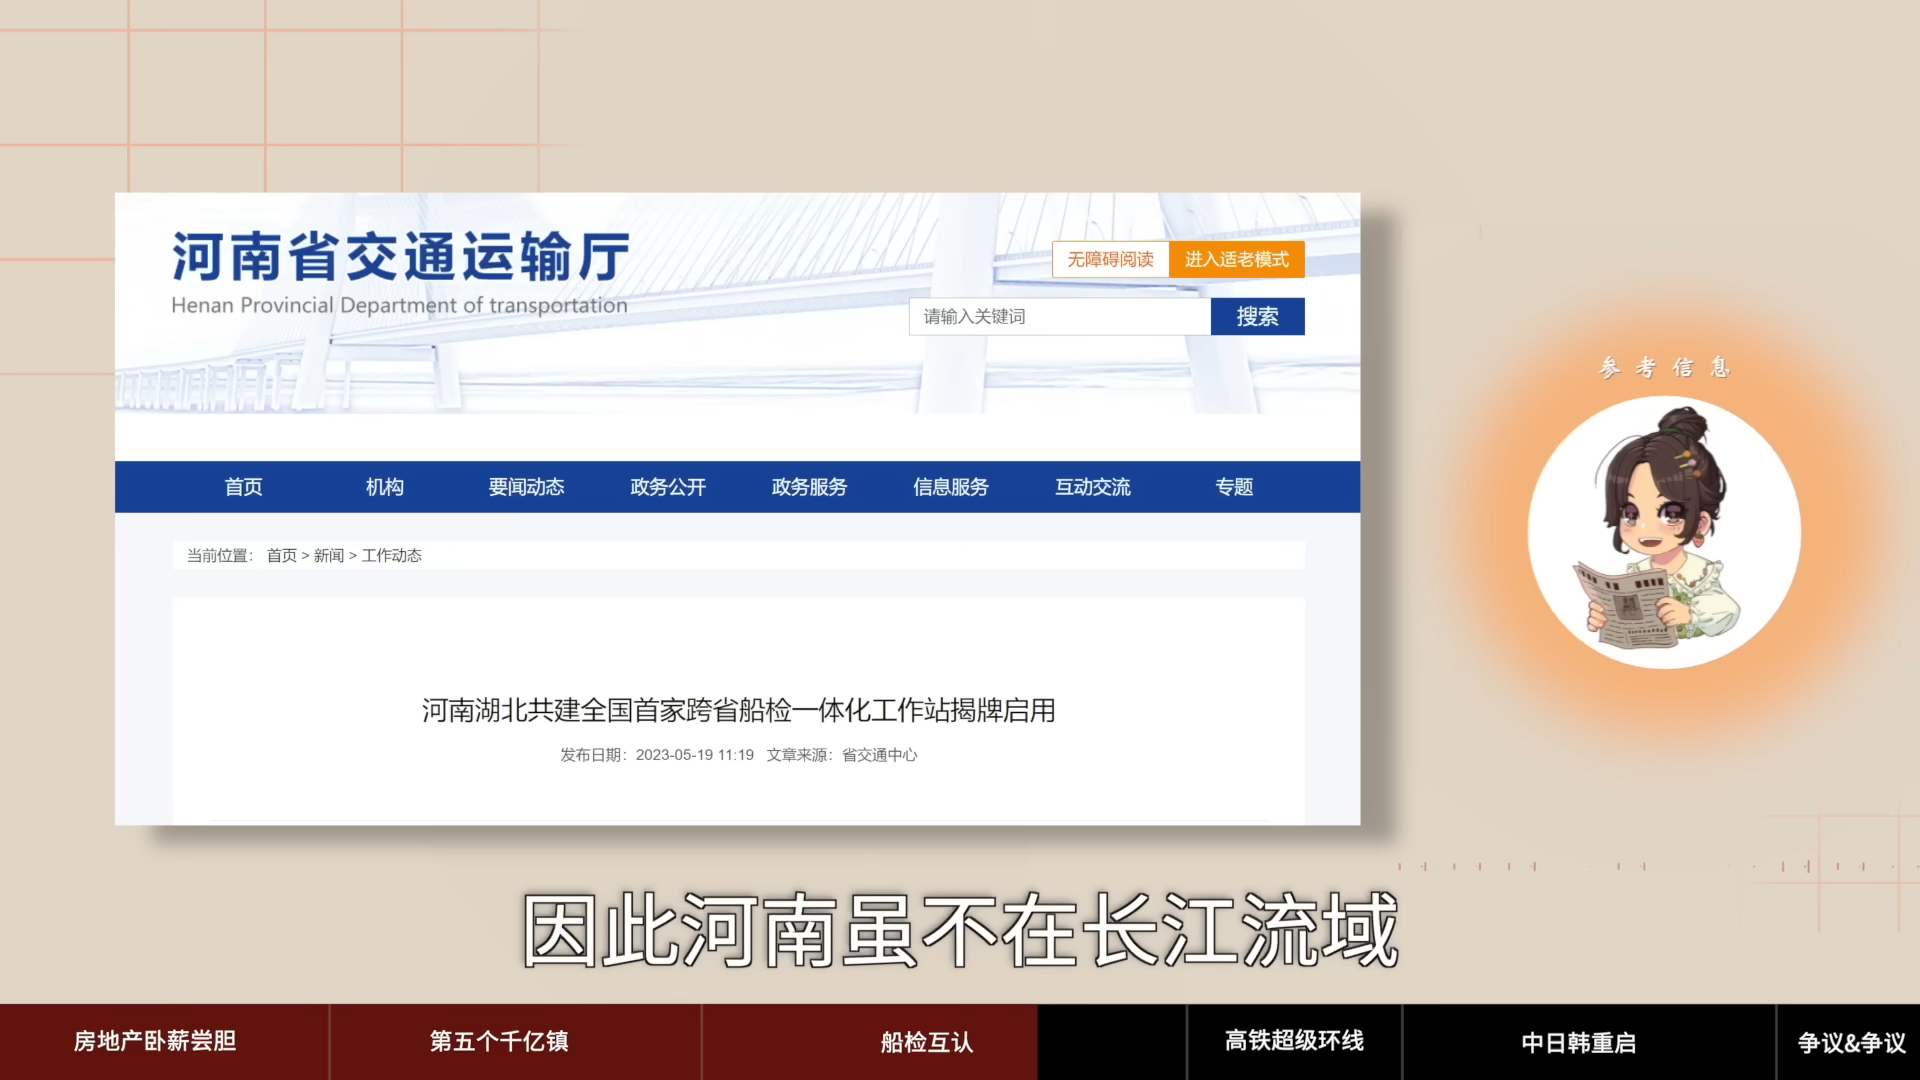 河南省交通运输厅
Henan Provincial Department of transportation
无障碍阅读 进入适老模式
请输入关键词 搜索
首页 机构 要闻动态 政务公开 政务服务 信息服务 互动交流 专题
当前位置： 首页 > 新闻 > 工作动态
河南湖北共建全国首家跨省船检一体化工作站揭牌启用
发布日期：2023-05-19 11:19 文章来源：省交通中心
参考信息
因此河南虽不在长江流域
房地产卧薪尝胆 第五个千亿镇 船检互认 高铁超级环线 中日韩重启 争议&争议